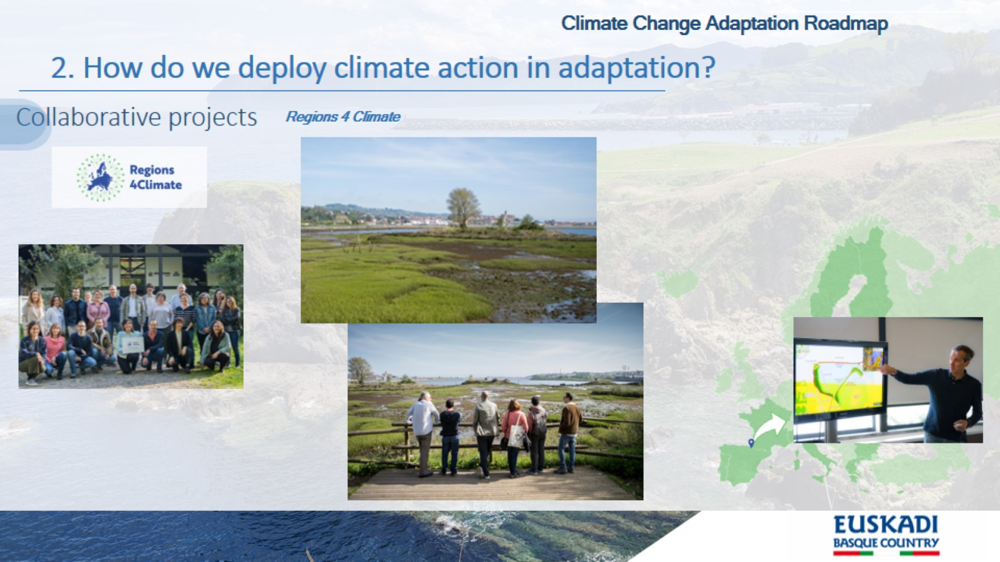 Climate Change Adaptation Roadmap
2. How do we deploy climate action in adaptation?
Collaborative projects
Regions 4 Climate
Regions
4Climate
EUSKADI
BASQUE COUNTRY